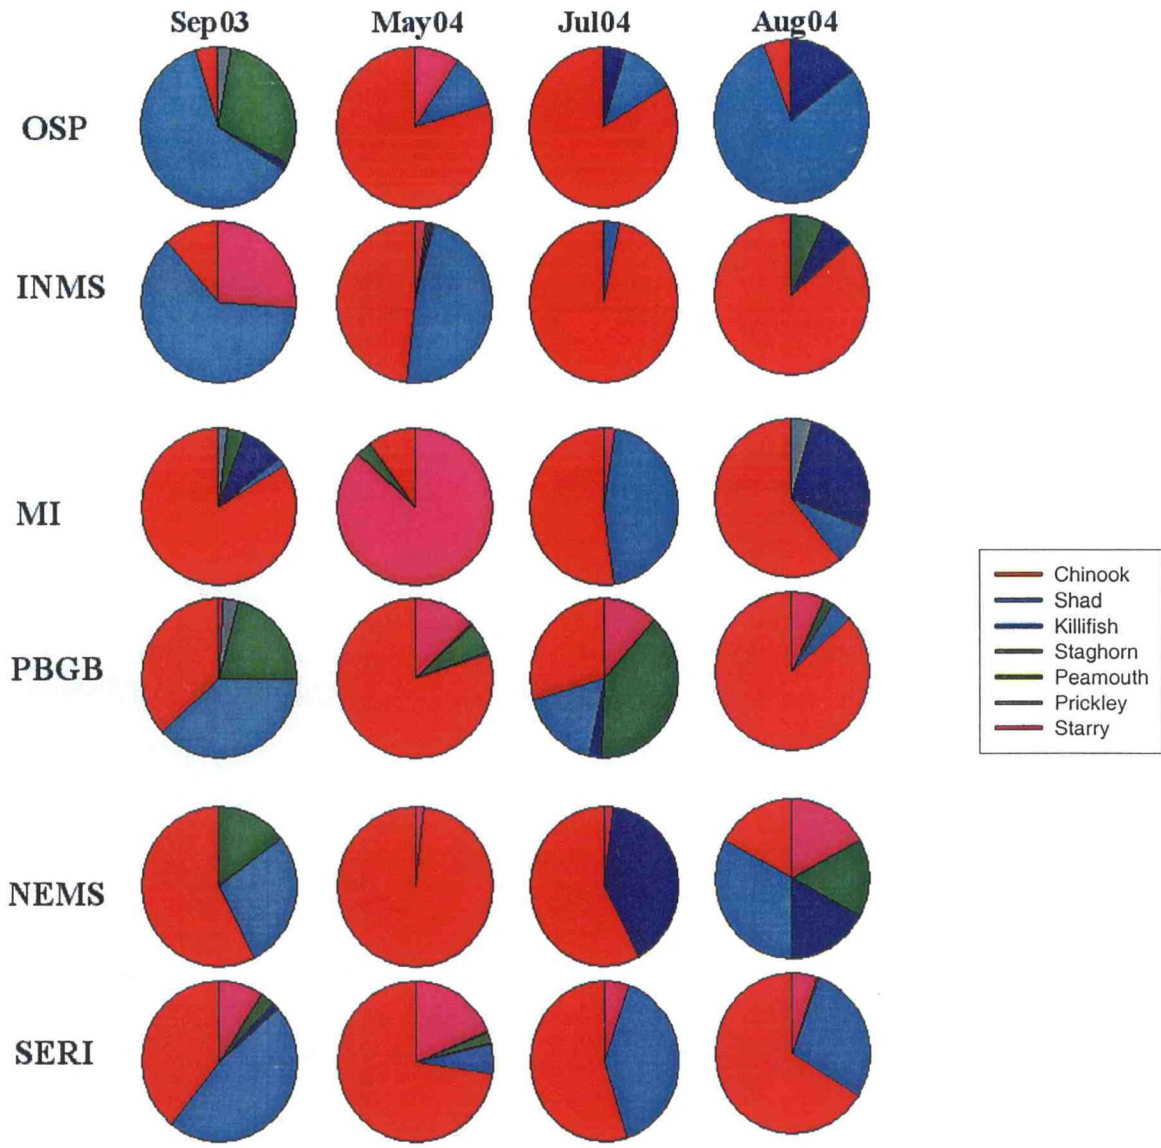 Sep03 May04 Jul04 Aug04
OSP
INMS
MI
PBGB
NEMS
SERI
Chinook
Shad
Killifish
Staghorn
Peamouth
Prickley
Starry